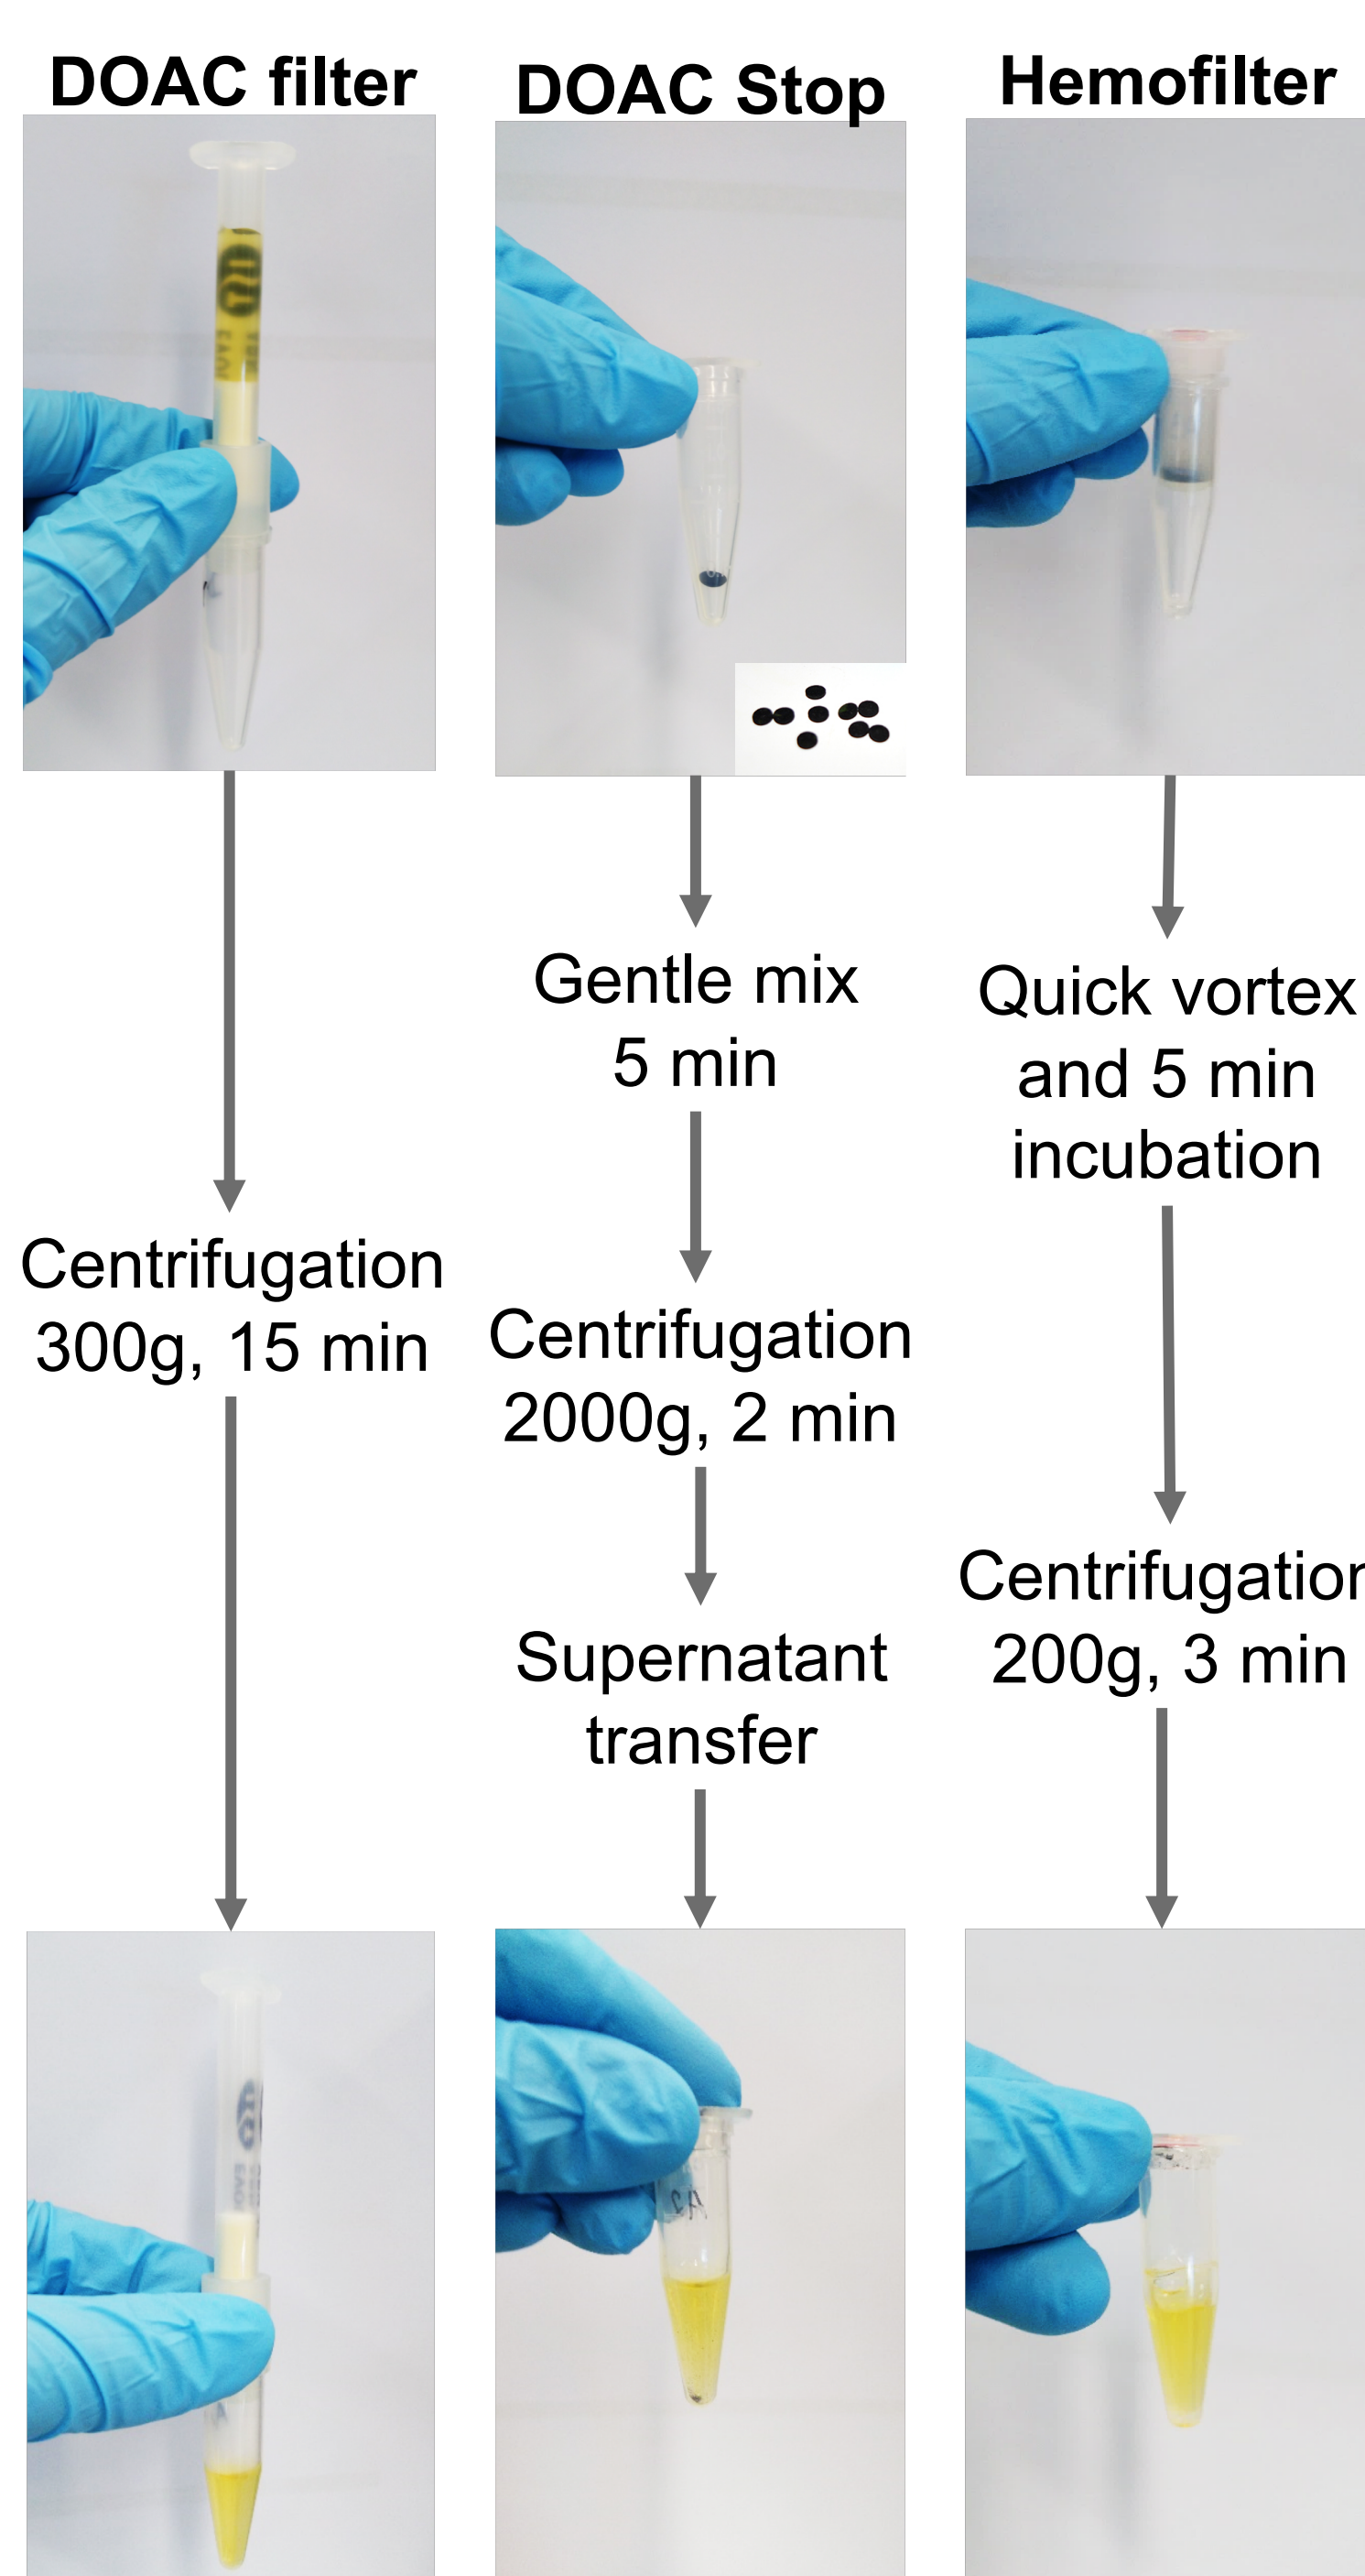 DOAC filter
Centrifugation
300g, 15 min
DOAC Stop
Gentle mix
5 min
Centrifugation
2000g, 2 min
Supernatant
transfer
Hemofilter
Quick vortex
and 5 min
incubation
Centrifugation
200g, 3 min